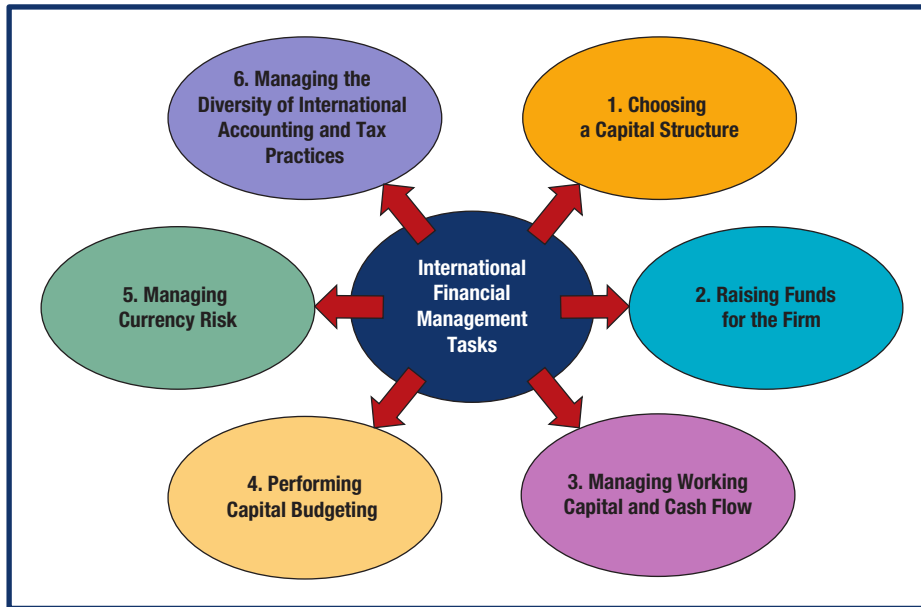 International
Financial
Management
Tasks
1. Choosing
a Capital Structure
2. Raising Funds
for the Firm
3. Managing Working
Capital and Cash Flow
4. Performing
Capital Budgeting
5. Managing
Currency Risk
6. Managing the
Diversity of International
Accounting and Tax
Practices